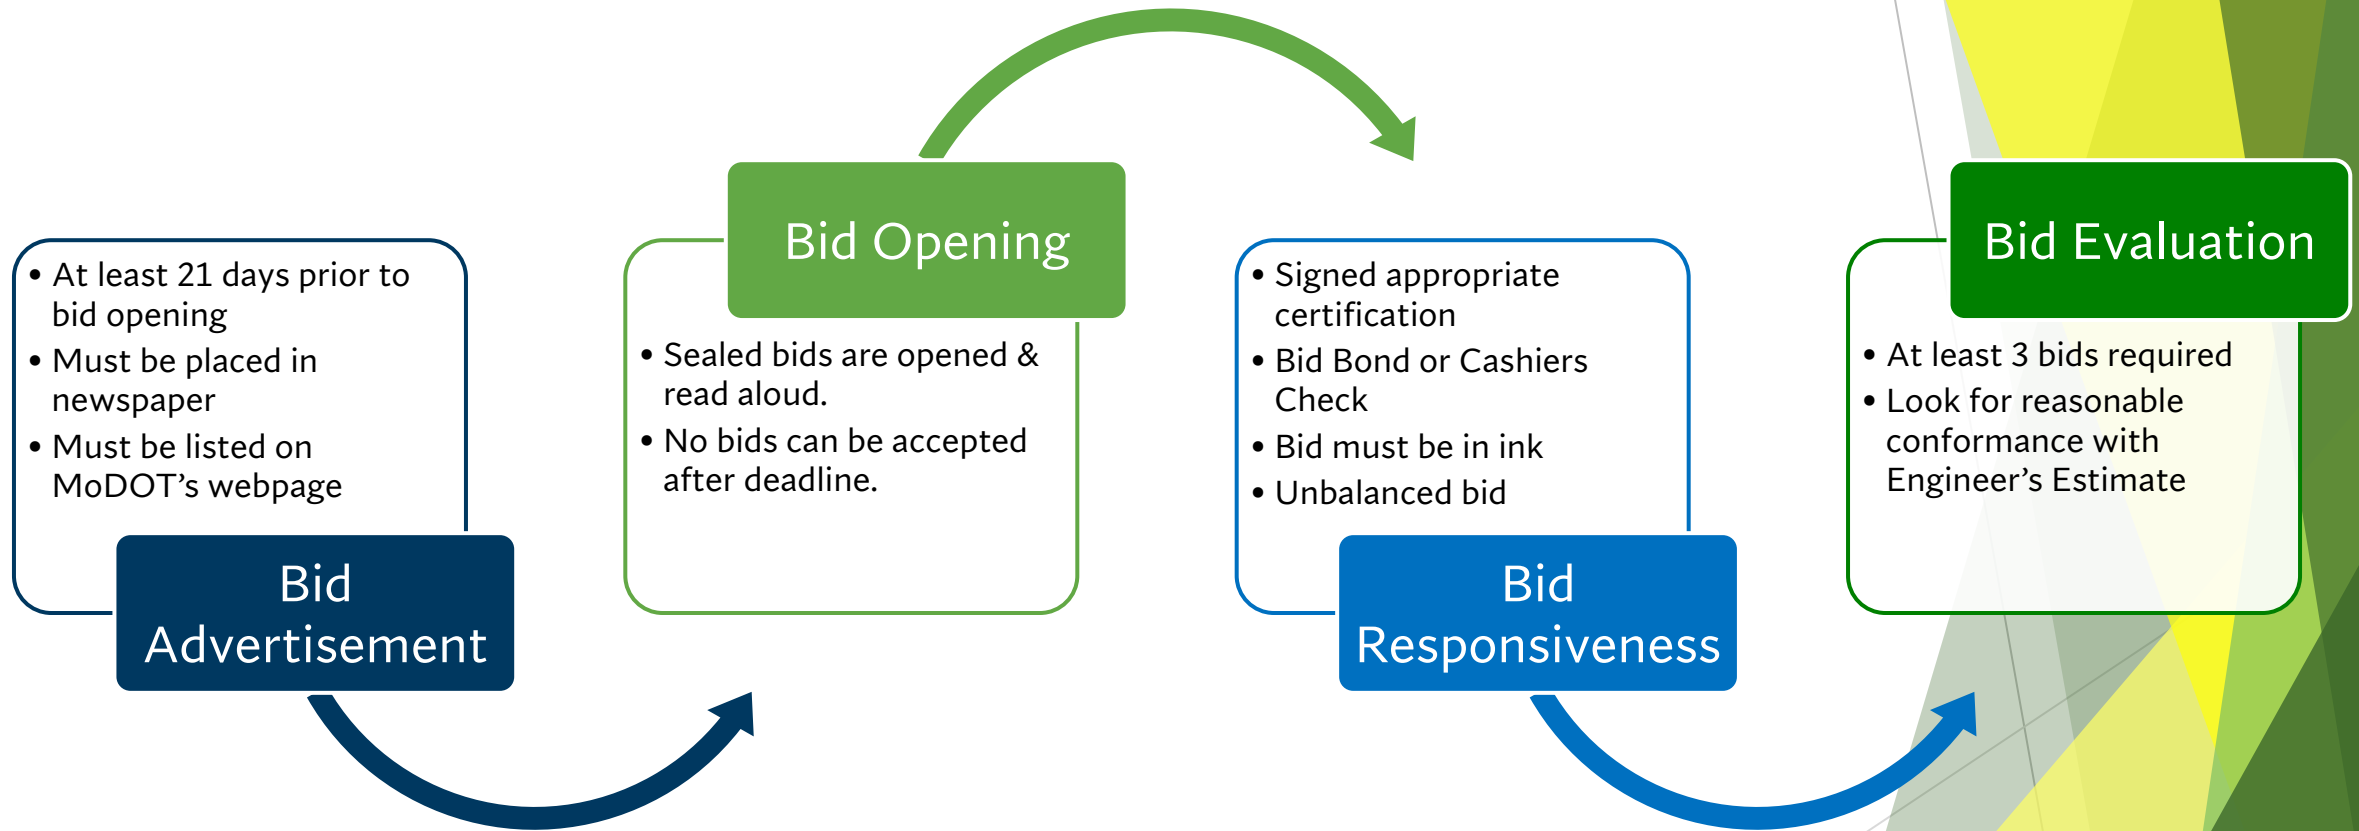 • At least 21 days prior to
bid opening
• Must be placed in
newspaper
• Must be listed on
MoDOT’s webpage
Bid
Advertisement
Bid Opening
• Sealed bids are opened &
read aloud.
• No bids can be accepted
after deadline.
• Signed appropriate
certification
• Bid Bond or Cashiers
Check
• Bid must be in ink
• Unbalanced bid
Bid
Responsiveness
Bid Evaluation
• At least 3 bids required
• Look for reasonable
conformance with
Engineer’s Estimate